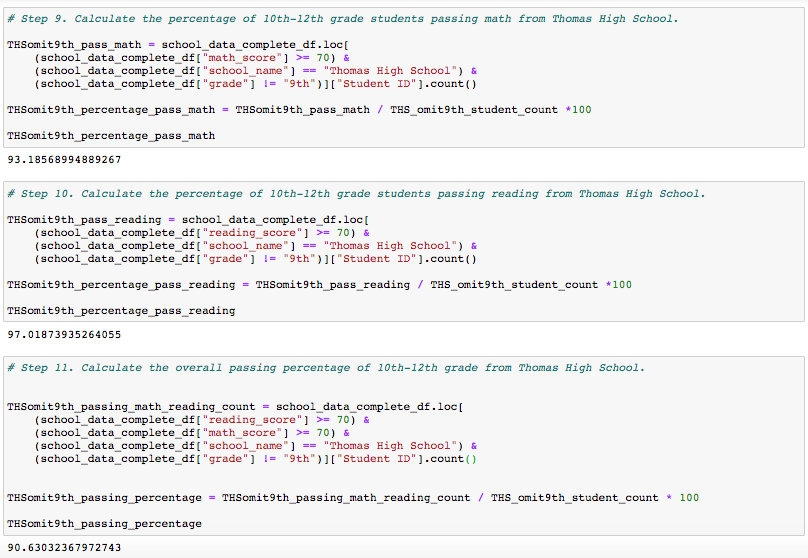 # Step 9. Calculate the percentage of 10th-12th grade students passing math from Thomas High School.
THSomit9th_pass_math = school_data_complete_df.loc[
(school_data_complete_df["math_score"] >= 70) &
(school_data_complete_df["school_name"] == "Thomas High School") &
(school_data_complete_df["grade"] != "9th")]["Student ID"].count()
THSomit9th_percentage_pass_math = THSomit9th_pass_math / THS_omit9th_student_count *100
THSomit9th_percentage_pass_math
93.18568994889267
# Step 10. Calculate the percentage of 10th-12th grade students passing reading from Thomas High School.
THSomit9th_pass_reading = school_data_complete_df.loc[
(school_data_complete_df["reading_score"] >= 70) &
(school_data_complete_df["school_name"] == "Thomas High School") &
(school_data_complete_df["grade"] != "9th")]["Student ID"].count()
THSomit9th_percentage_pass_reading = THSomit9th_pass_reading / THS_omit9th_student_count *100
THSomit9th_percentage_pass_reading
97.01873935264055
# Step 11. Calculate the overall passing percentage of 10th-12th grade from Thomas High School.
THSomit9th_passing_math_reading_count = school_data_complete_df.loc[
(school_data_complete_df["reading_score"] >= 70) &
(school_data_complete_df["math_score"] >= 70) &
(school_data_complete_df["school_name"] == "Thomas High School") &
(school_data_complete_df["grade"] != "9th")]["Student ID"].count()
THSomit9th_passing_percentage = THSomit9th_passing_math_reading_count / THS_omit9th_student_count * 100
THSomit9th_passing_percentage
90.63032367972743